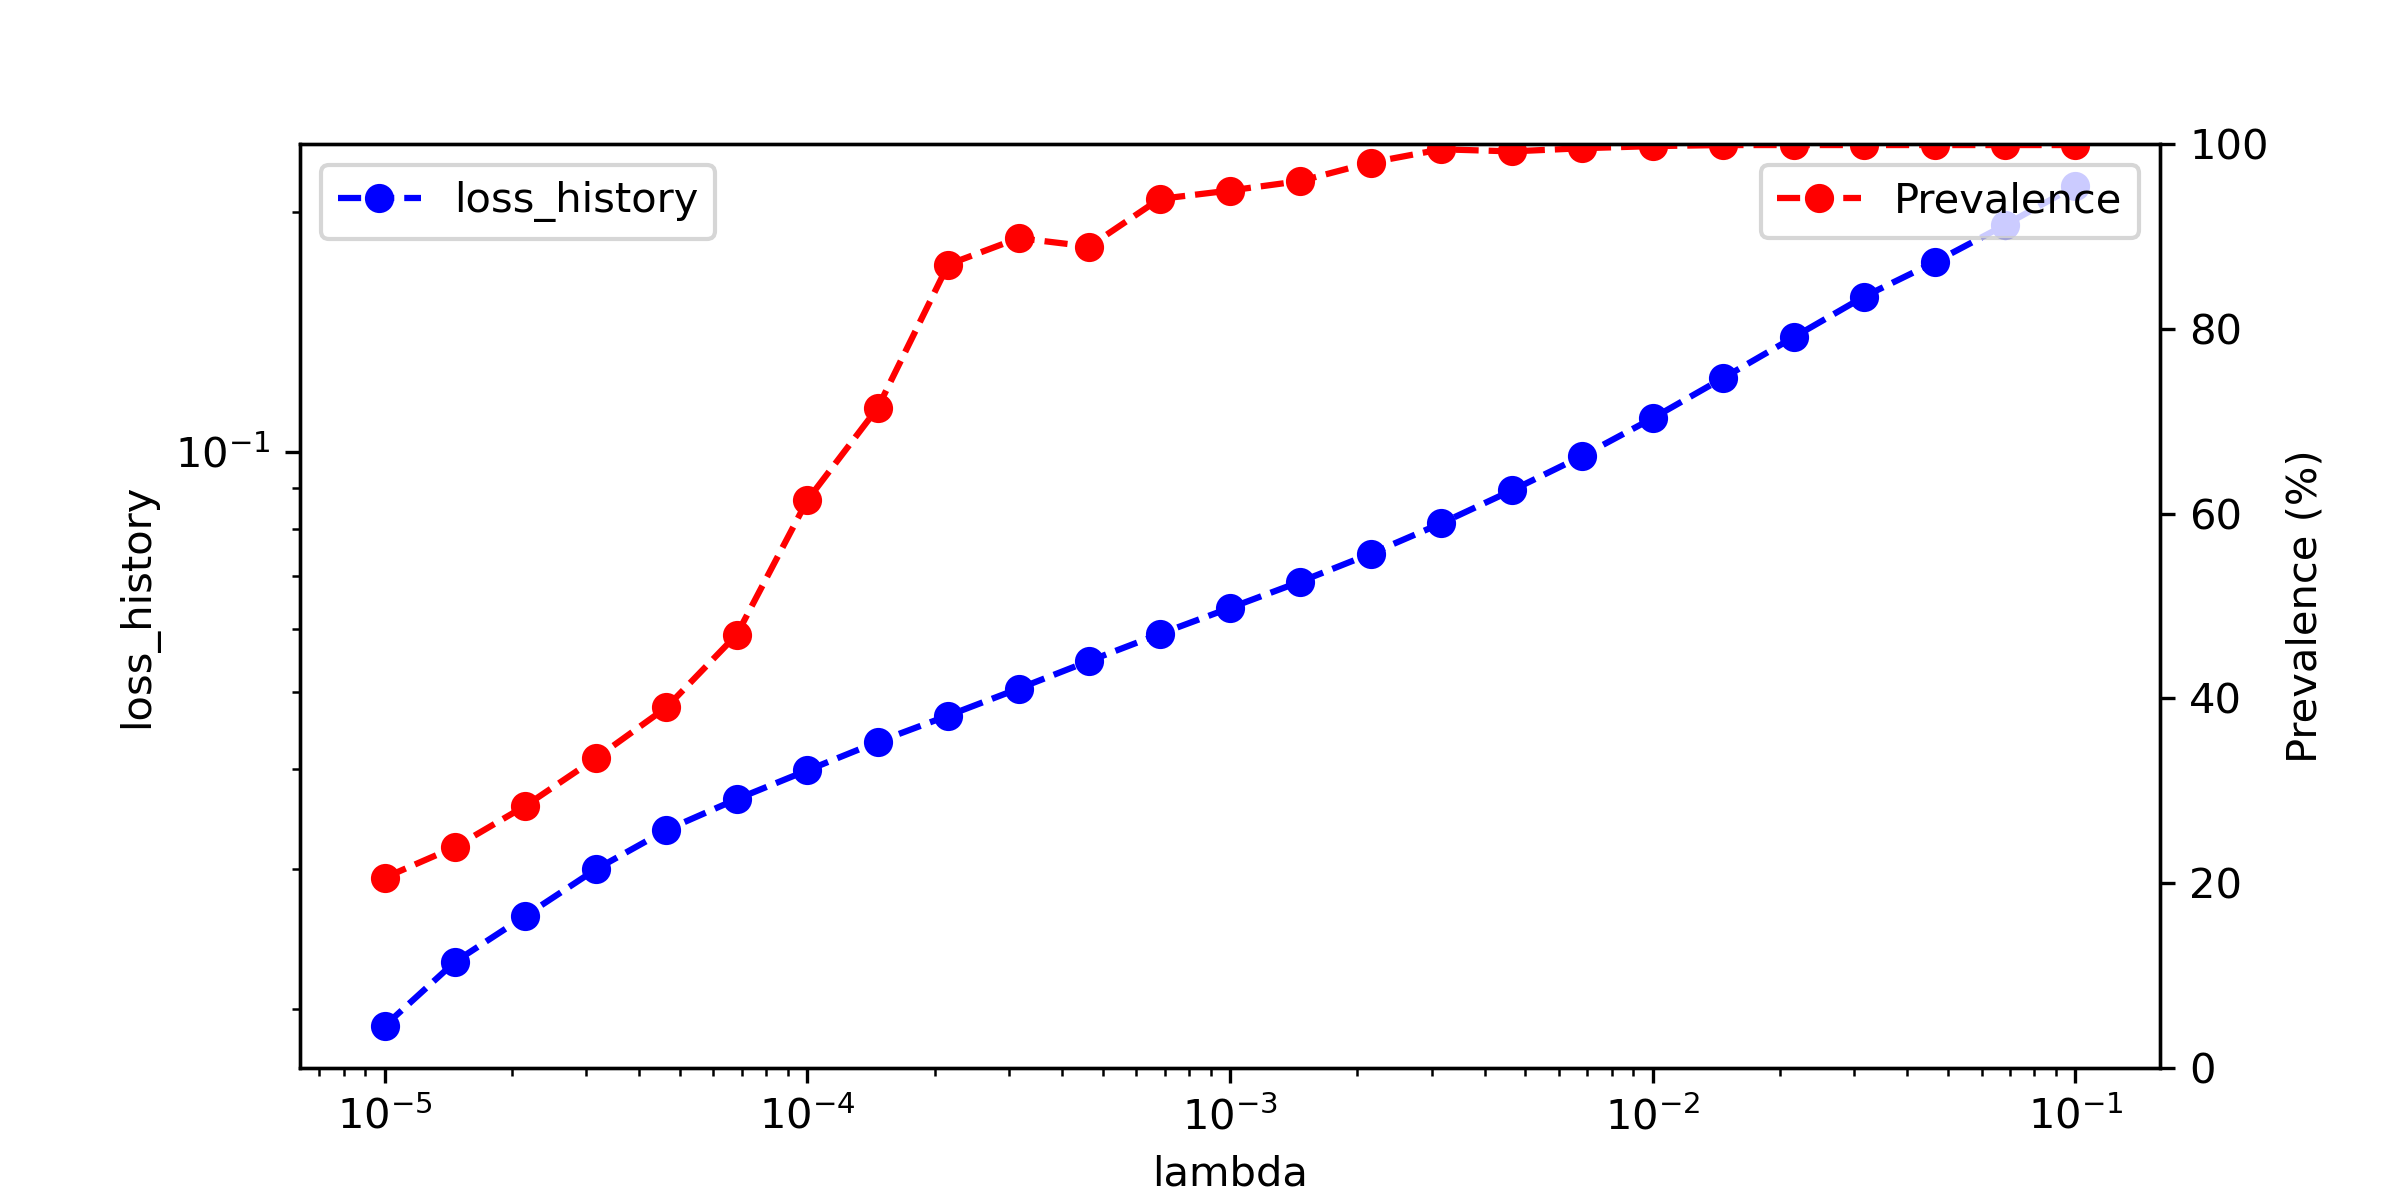 loss_history
Prevalence
10⁻¹
loss_history
100
80
60
40
20
0
Prevalence (%)
10⁻⁵ 10⁻⁴ 10⁻³ 10⁻² 10⁻¹
lambda